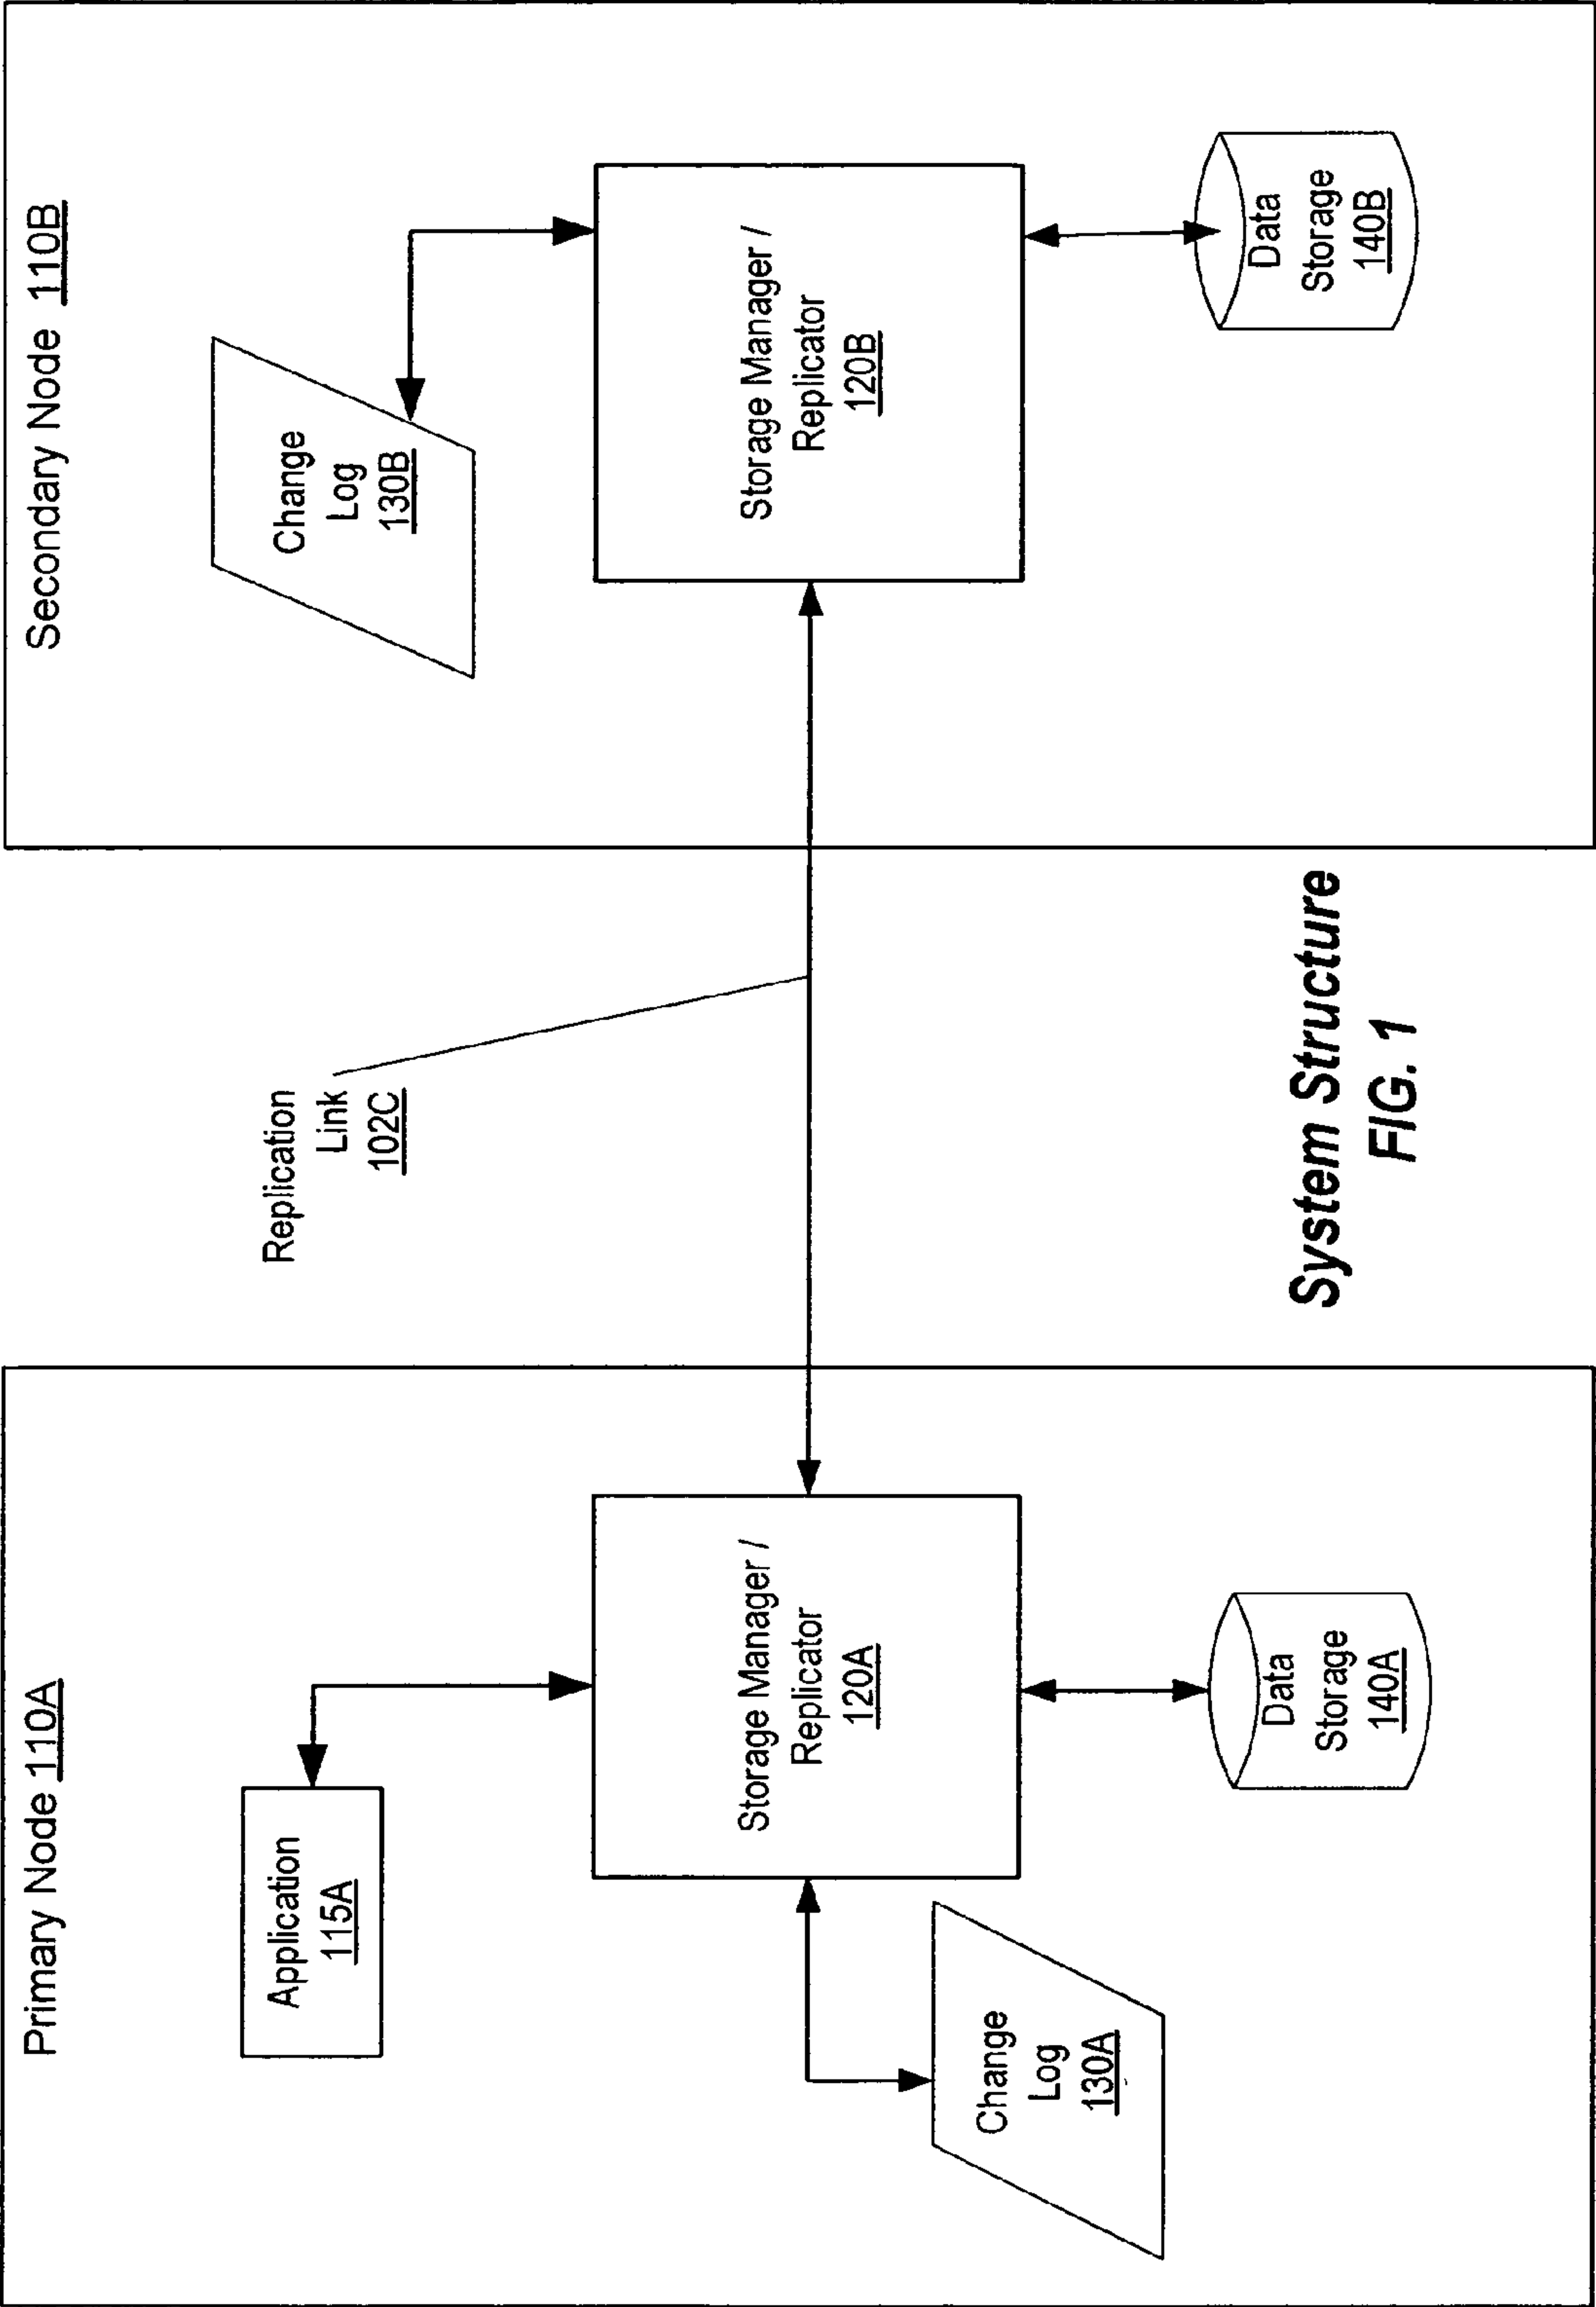 Primary Node 110A
Application
115A
Storage Manager /
Replicator
120A
Change
Log
130A
Data
Storage
140A
Replication
Link
102C
Secondary Node 110B
Change
Log
130B
Storage Manager /
Replicator
120B
Data
Storage
140B
System Structure
FIG. 1